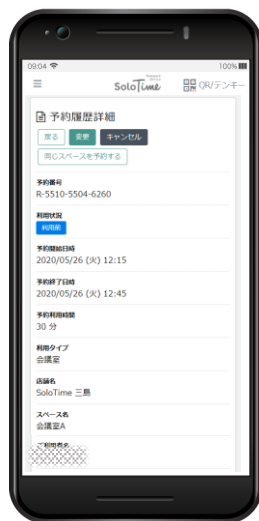 09:04 100%
SoloTime QR/テンキー
予約履歴詳細
戻る 変更 キャンセル
同じスペースを予約する
予約番号
R-5510-5504-6260
利用状況
利用前
予約開始日時
2020/05/26 (火) 12:15
予約終了日時
2020/05/26 (火) 12:45
予約利用時間
30 分
利用タイプ
会議室
店舗名
SoloTime 三島
スペース名
会議室A
ご利用者名